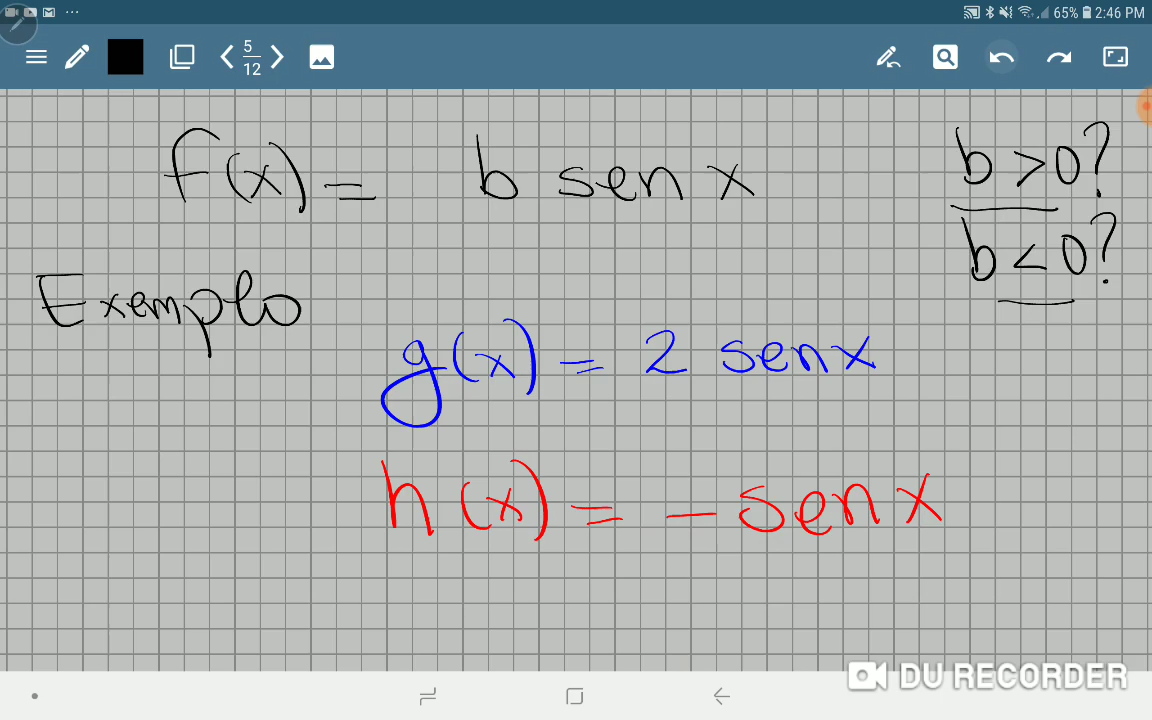 65% 2:46 PM
5
12
f(x) = b sen x
b > 0?
b < 0?
Exemplo
g(x) = 2 sen x
h(x) = - sen x
DU RECORDER